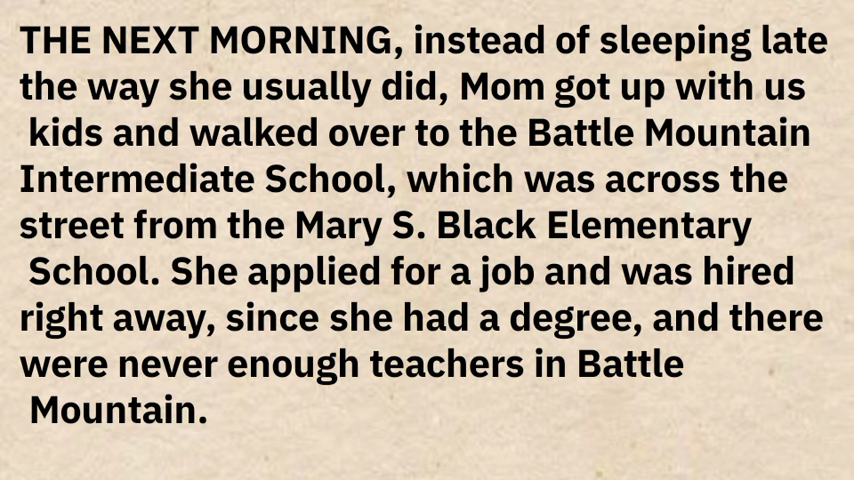 THE NEXT MORNING, instead of sleeping late
the way she usually did, Mom got up with us
kids and walked over to the Battle Mountain
Intermediate School, which was across the
street from the Mary S. Black Elementary
School. She applied for a job and was hired
right away, since she had a degree, and there
were never enough teachers in Battle
Mountain.